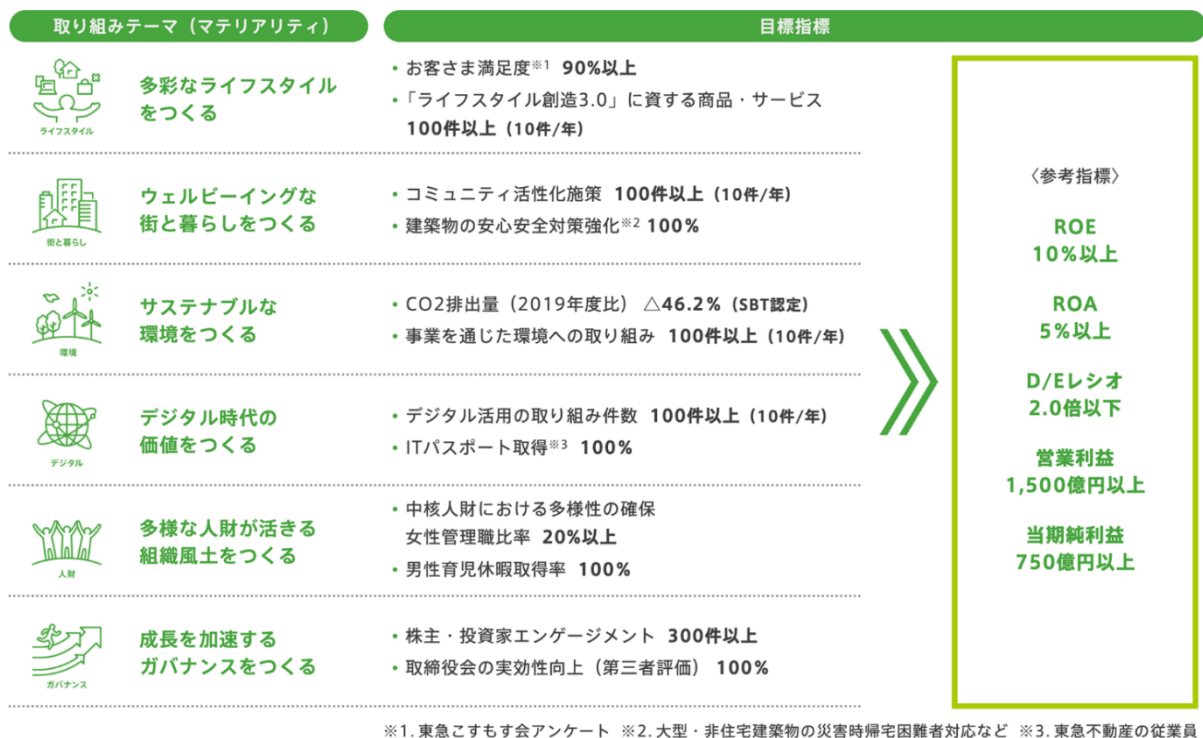 取り組みテーマ（マテリアリティ）
目標指標
ライフスタイル
多彩なライフスタイル
をつくる
• お客さま満足度※1 90%以上
• 「ライフスタイル創造3.0」に資する商品・サービス
100件以上（10件/年）
街と暮らし
ウェルビーイングな
街と暮らしをつくる
• コミュニティ活性化施策 100件以上（10件/年）
• 建築物の安心安全対策強化※2 100%
環境
サステナブルな
環境をつくる
• CO2排出量（2019年度比） △46.2%（SBT認定）
• 事業を通じた環境への取り組み 100件以上（10件/年）
デジタル
デジタル時代の
価値をつくる
• デジタル活用の取り組み件数 100件以上（10件/年）
• ITパスポート取得※3 100%
人財
多様な人財が活きる
組織風土をつくる
• 中核人財における多様性の確保
女性管理職比率 20%以上
• 男性育児休暇取得率 100%
ガバナンス
成長を加速する
ガバナンスをつくる
• 株主・投資家エンゲージメント 300件以上
• 取締役会の実効性向上（第三者評価） 100%
〈参考指標〉
ROE
10%以上
ROA
5%以上
D/Eレシオ
2.0倍以下
営業利益
1,500億円以上
当期純利益
750億円以上
※1. 東急こすもす会アンケート ※2. 大型・非住宅建築物の災害時帰宅困難者対応など ※3. 東急不動産の従業員